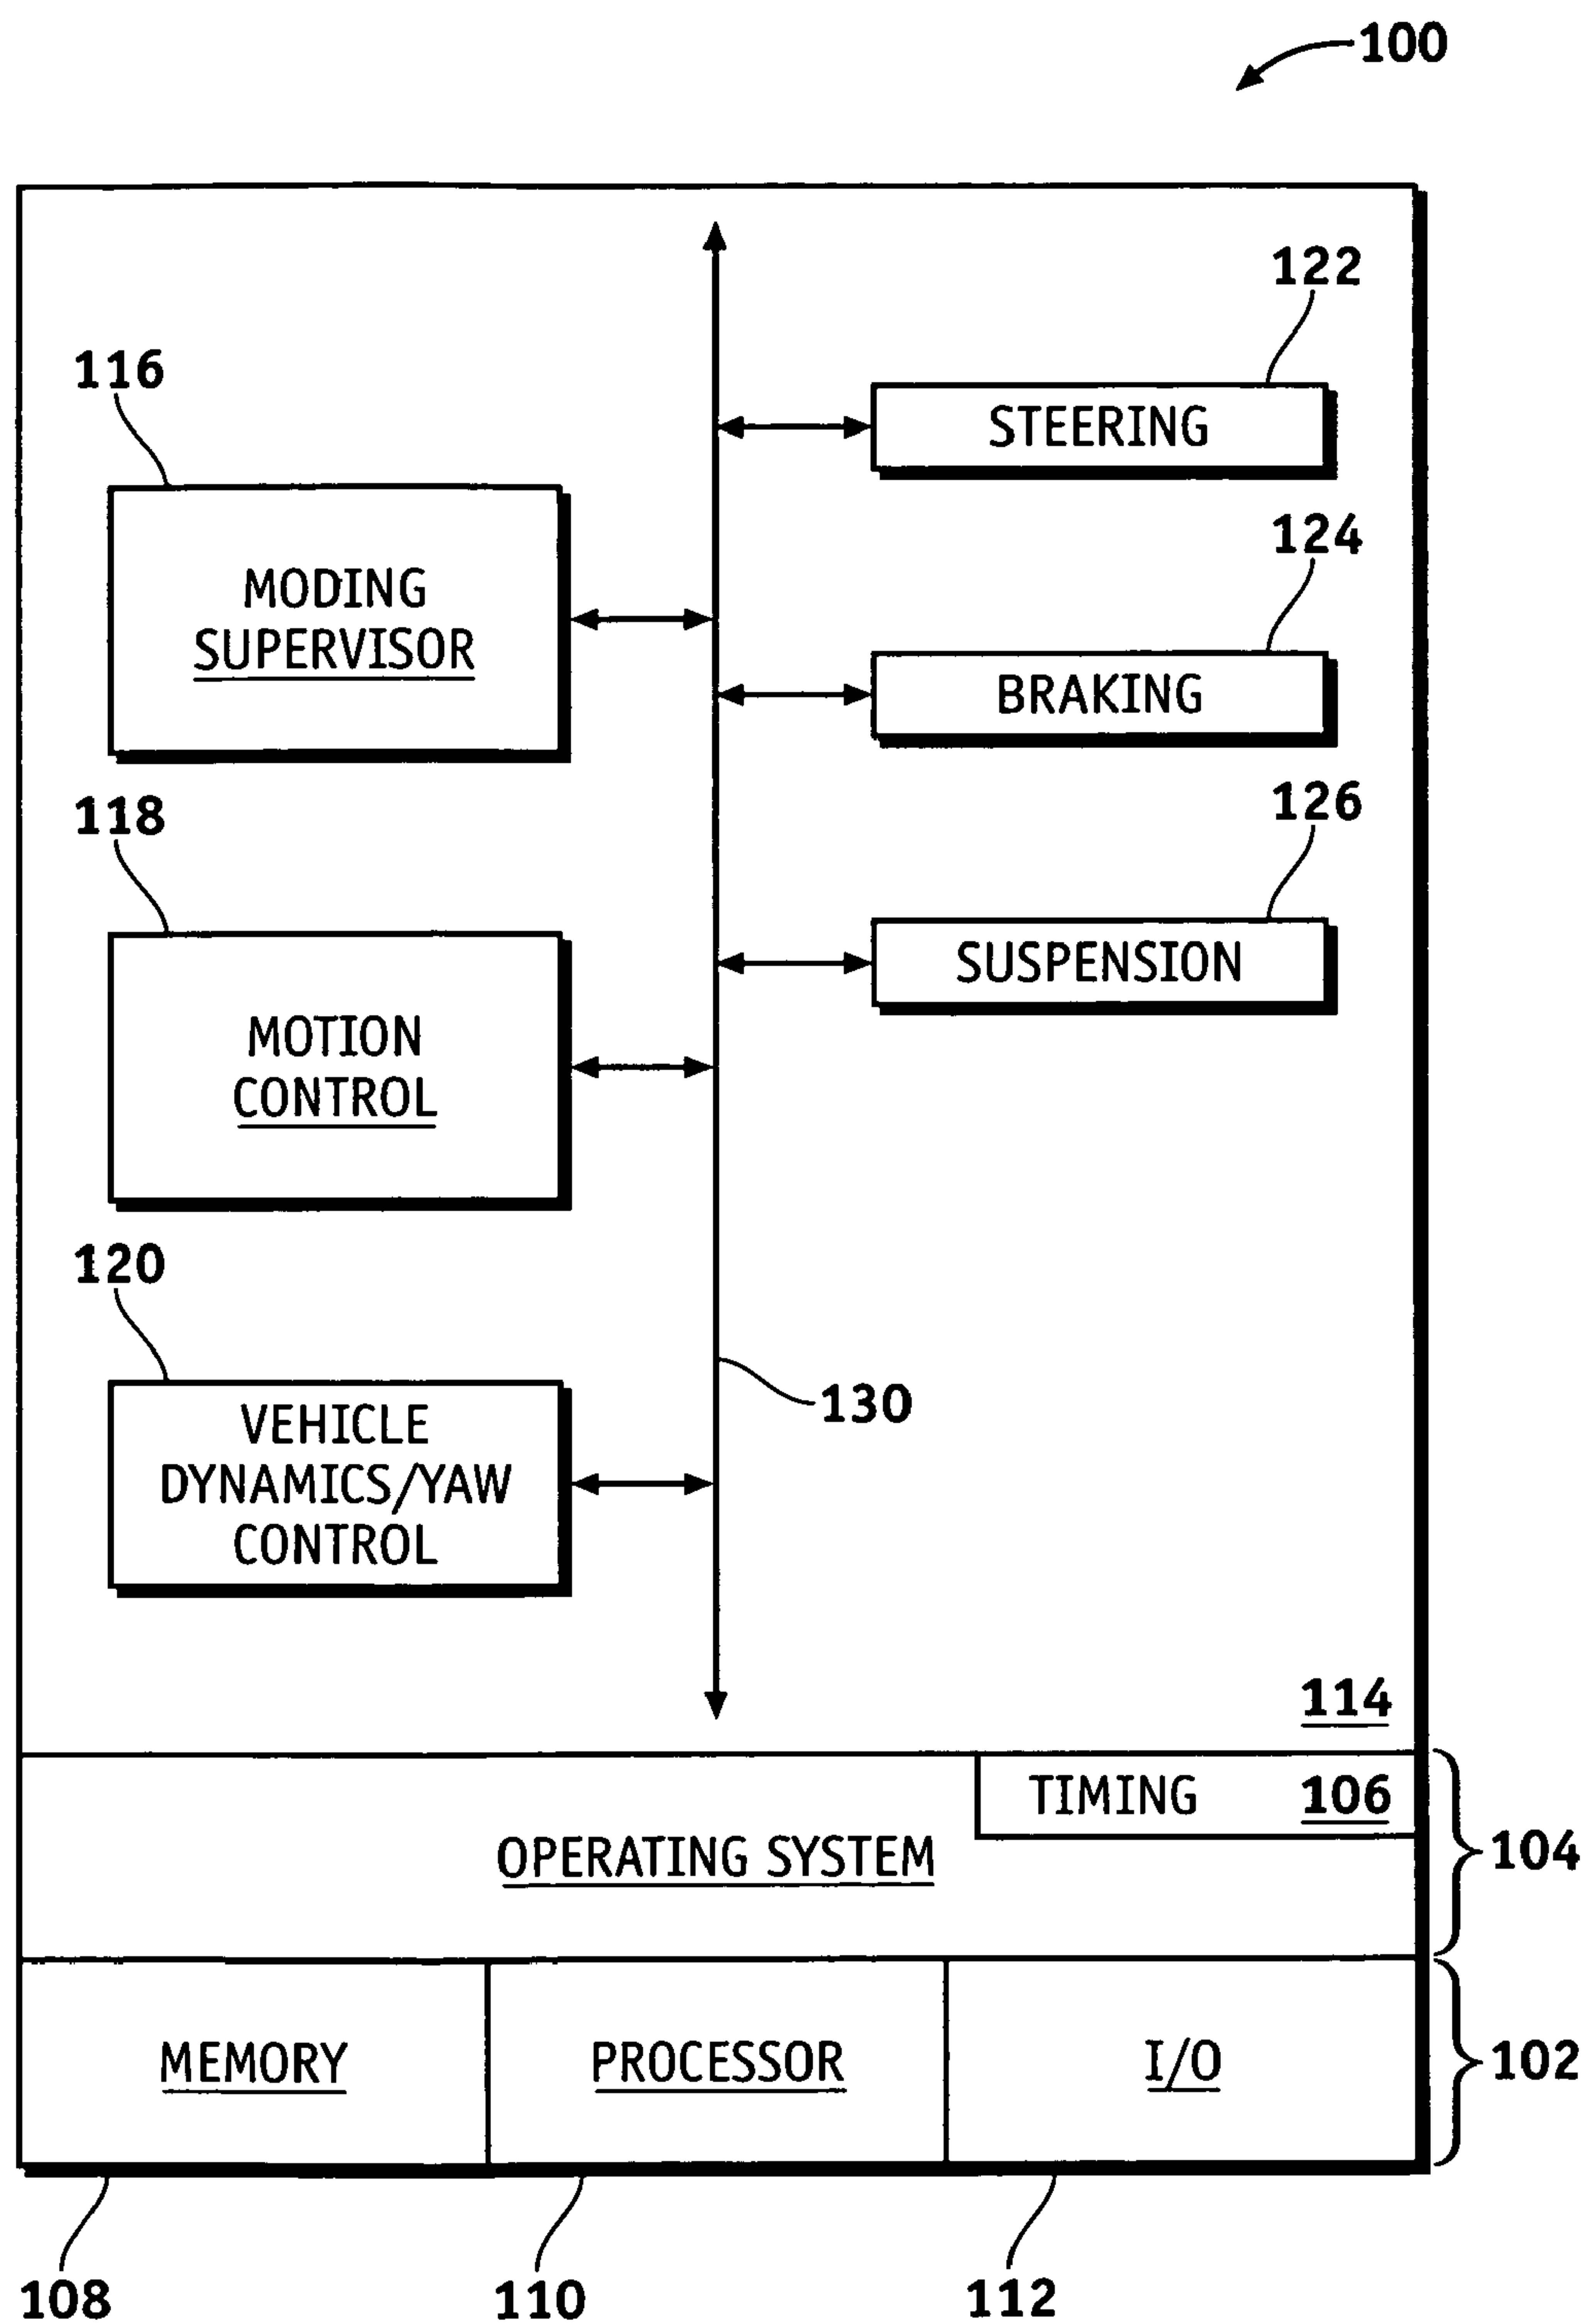 100
122
STEERING
116
MODING
SUPERVISOR
124
BRAKING
118
MOTION
CONTROL
126
SUSPENSION
120
VEHICLE
DYNAMICS/YAW
CONTROL
130
114
TIMING 106
OPERATING SYSTEM
104
MEMORY
PROCESSOR
I/O
102
108
110
112